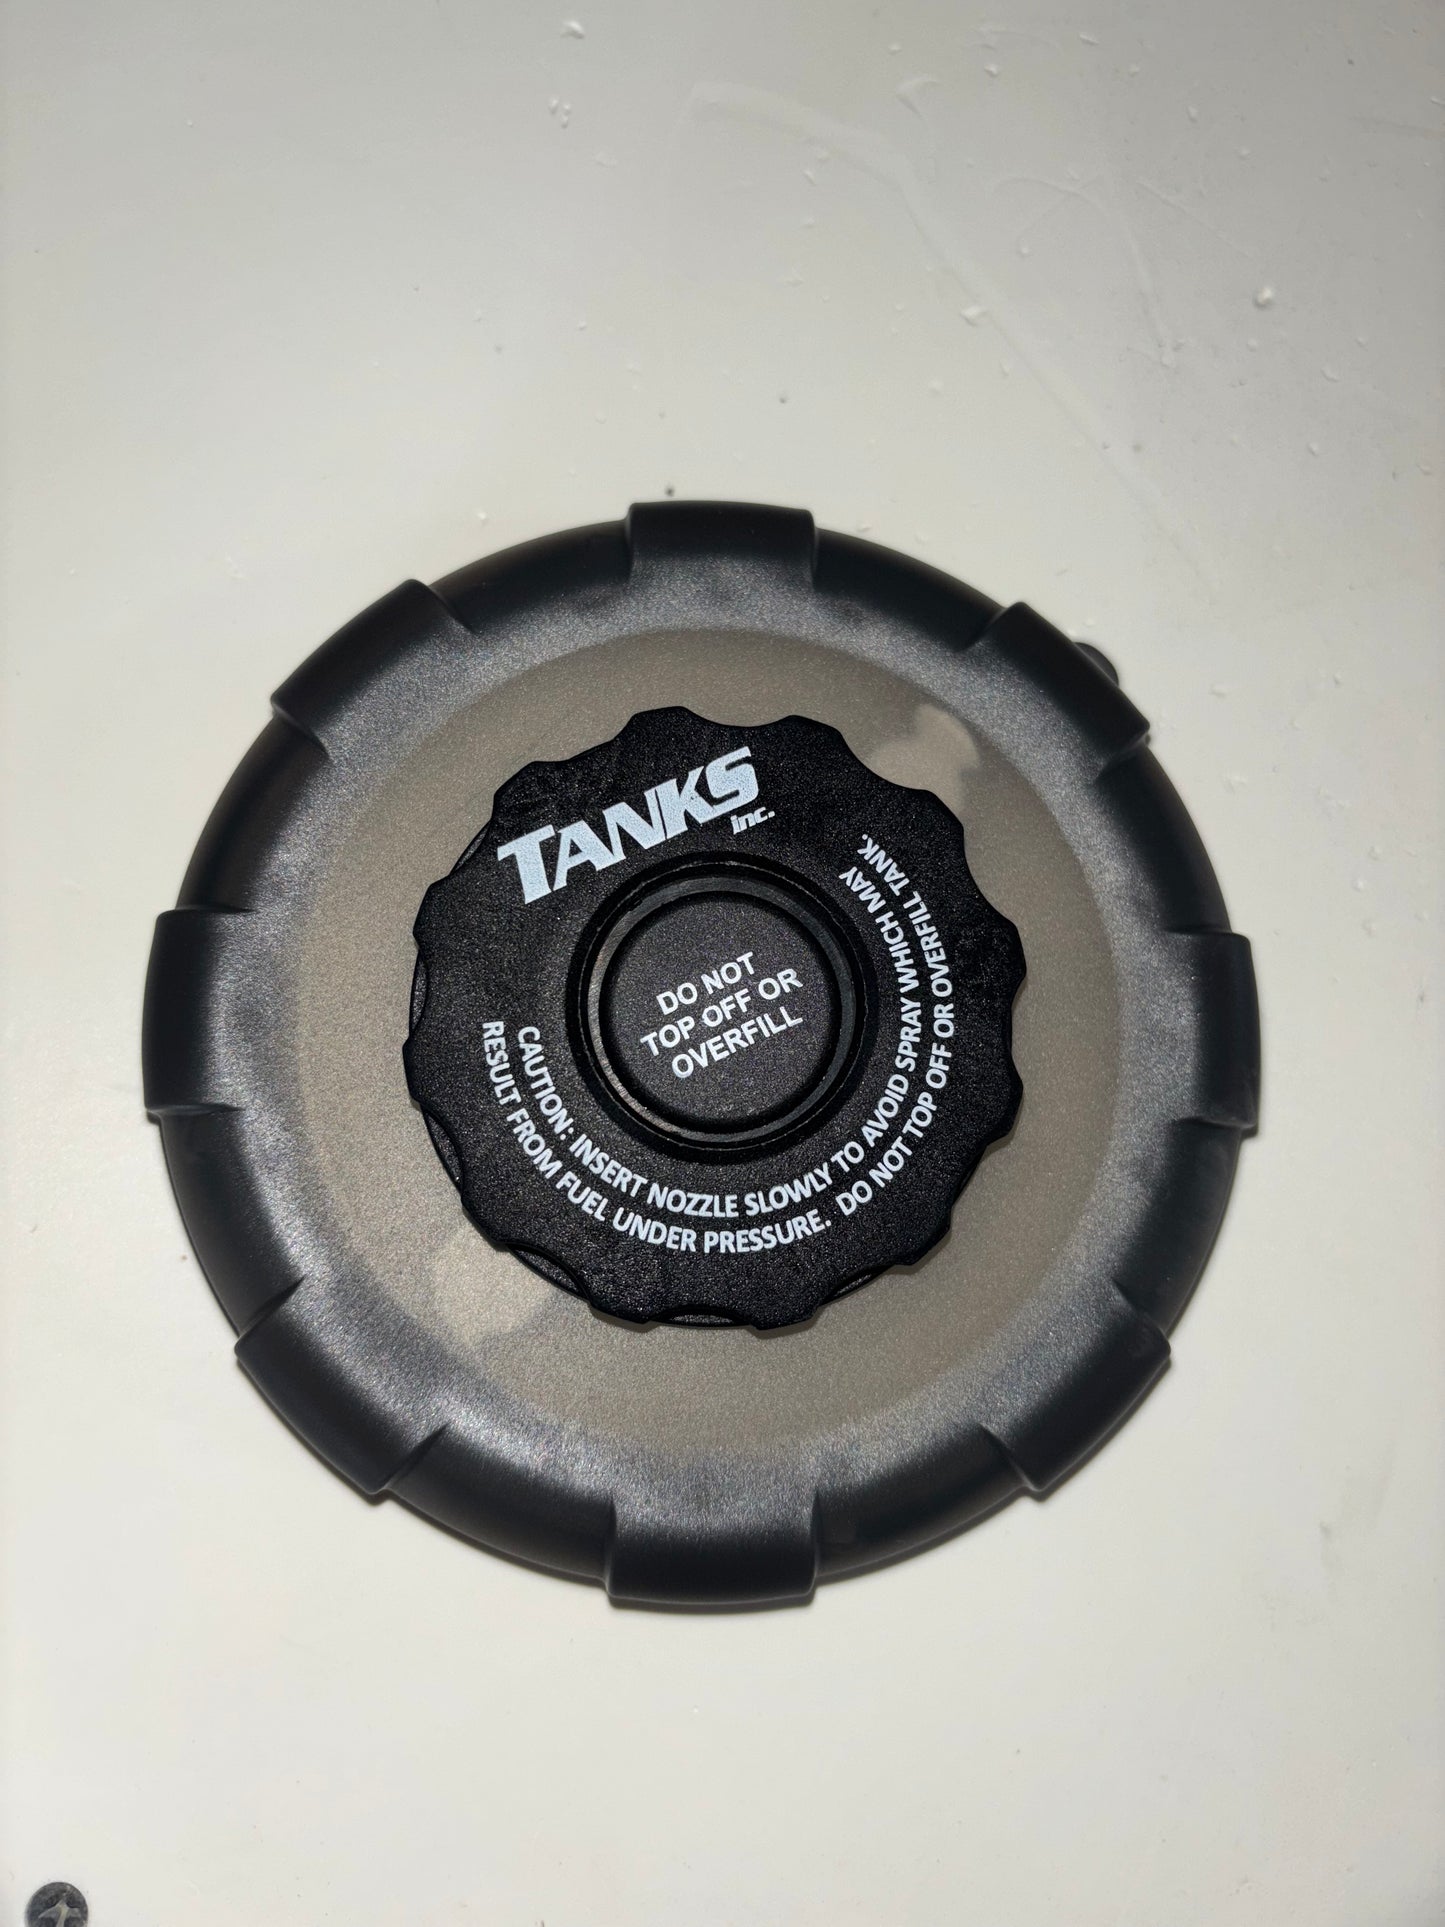 TANKS
inc.
DO NOT
TOP OFF OR
OVERFILL
CAUTION: INSERT NOZZLE SLOWLY TO AVOID SPRAY WHICH MAY
RESULT FROM FUEL UNDER PRESSURE. DO NOT TOP OFF OR OVERFILL TANK.